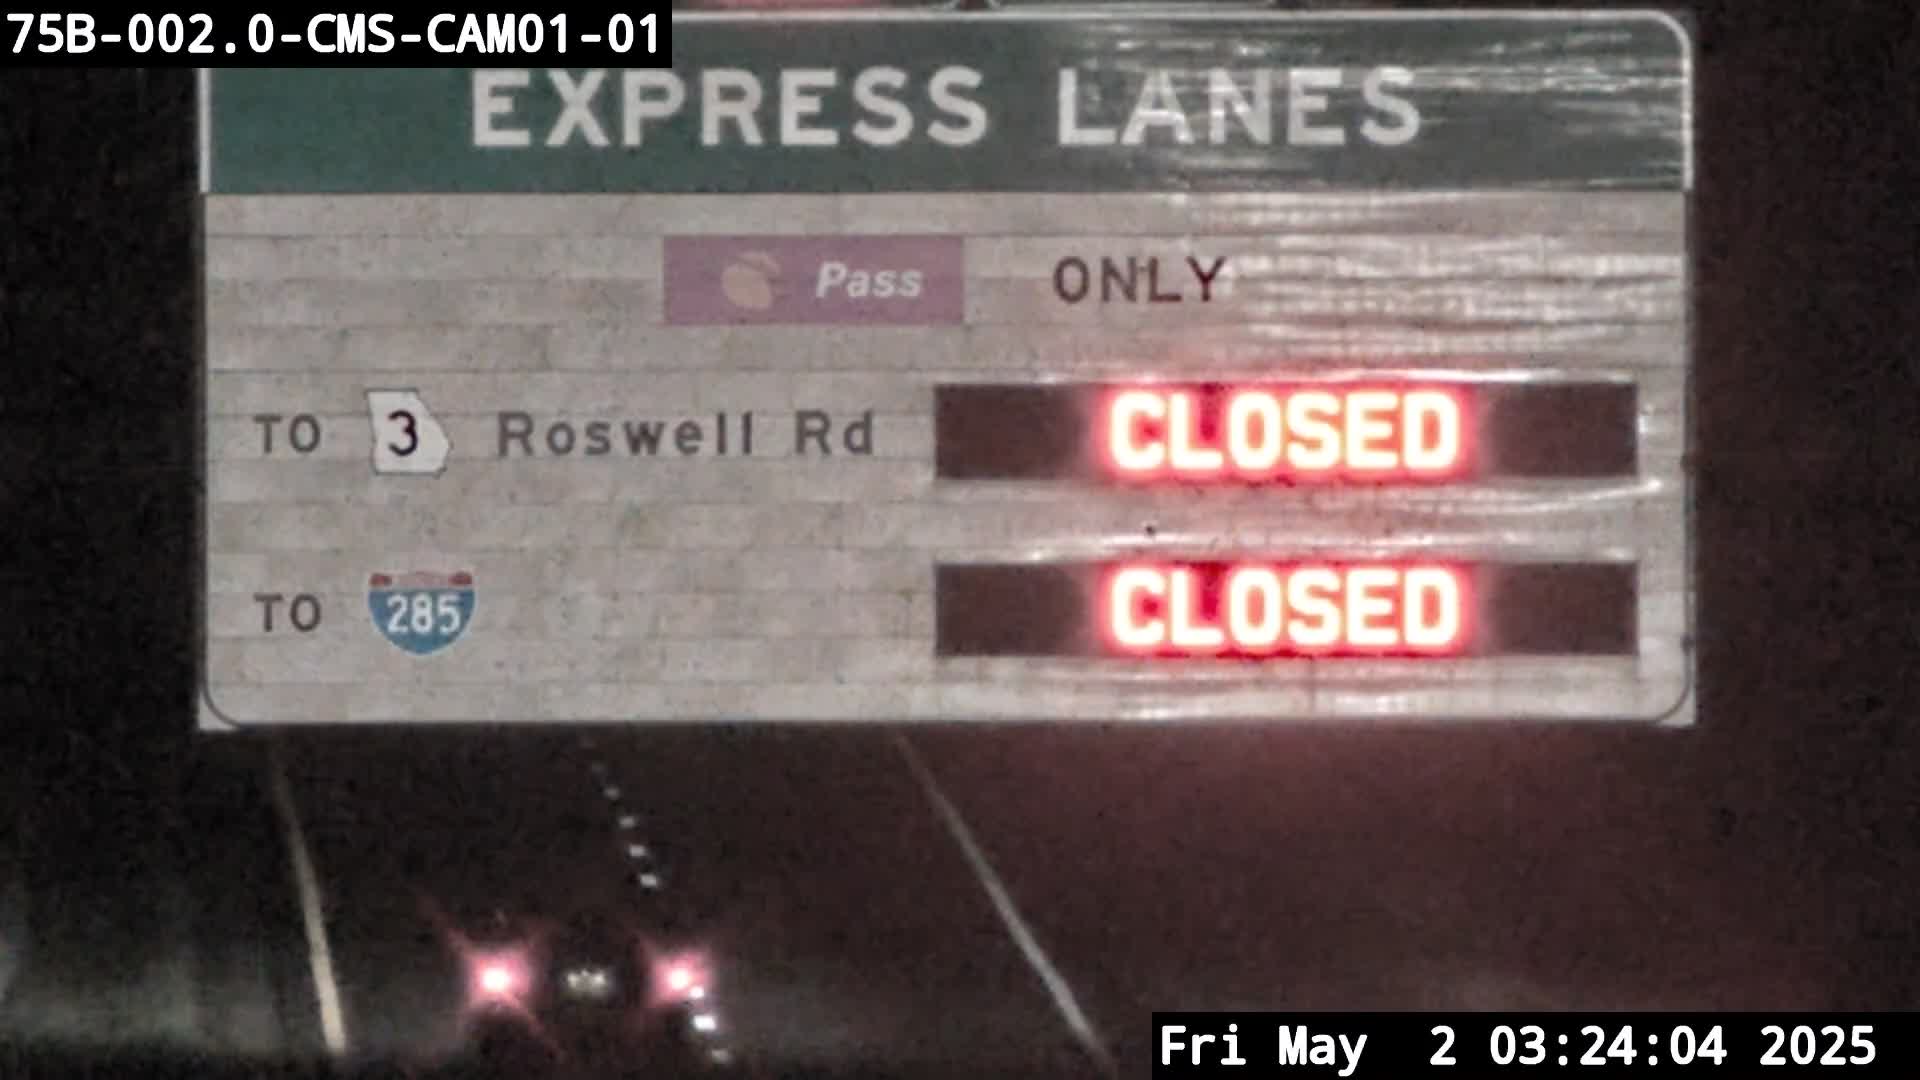 75B-002.0-CMS-CAM01-01
EXPRESS LANES
Pass ONLY
TO 3 Roswell Rd CLOSED
TO 285 CLOSED
Fri May 2 03:24:04 2025